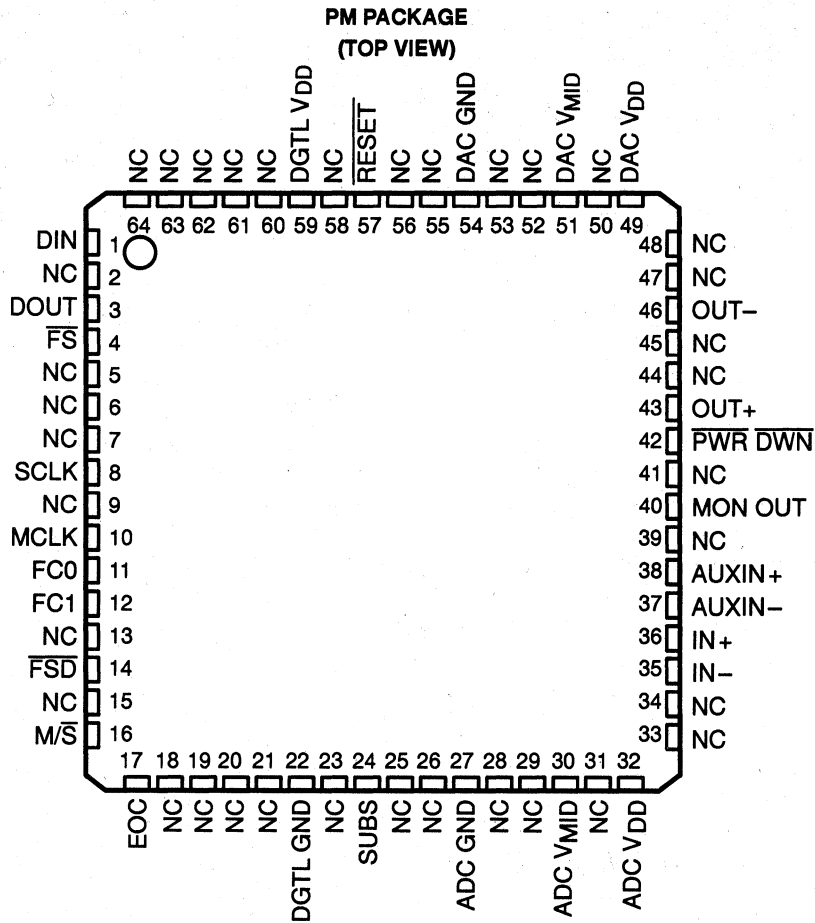 PM PACKAGE
(TOP VIEW)
NC
NC
NC
NC
NC
DGTL VDD
NC
RESET
NC
NC
DAC GND
NC
NC
DAC VMID
NC
DAC VDD
64 63 62 61 60 59 58 57 56 55 54 53 52 51 50 49
DIN 1
NC 2
DOUT 3
FS 4
NC 5
NC 6
NC 7
SCLK 8
NC 9
MCLK 10
FC0 11
FC1 12
NC 13
FSD 14
NC 15
M/S 16
48 NC
47 NC
46 OUT−
45 NC
44 NC
43 OUT+
42 PWR DWN
41 NC
40 MON OUT
39 NC
38 AUXIN+
37 AUXIN−
36 IN+
35 IN−
34 NC
33 NC
17 18 19 20 21 22 23 24 25 26 27 28 29 30 31 32
EOC
NC
NC
NC
NC
DGTL GND
NC
SUBS
NC
NC
ADC GND
NC
NC
ADC VMID
NC
ADC VDD